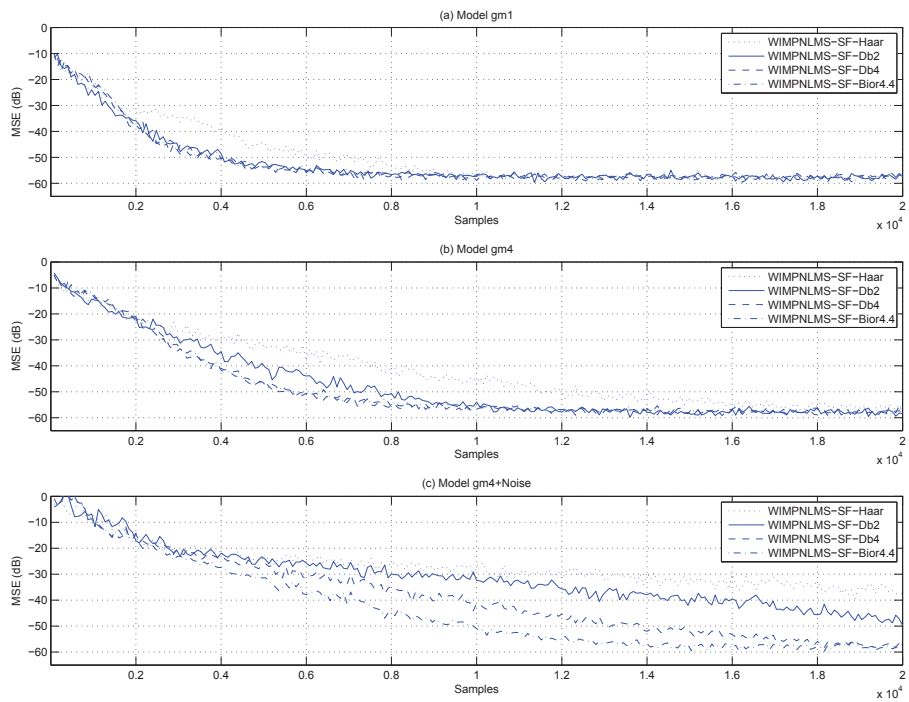 (a) Model gm1
0
−10
−20
−30
−40
−50
−60
MSE (dB)
WIMPNLMS−SF−Haar
WIMPNLMS−SF−Db2
WIMPNLMS−SF−Db4
WIMPNLMS−SF−Bior4.4
0.2 0.4 0.6 0.8 1 1.2 1.4 1.6 1.8 2
Samples
x 10^4
(b) Model gm4
0
−10
−20
−30
−40
−50
−60
MSE (dB)
WIMPNLMS−SF−Haar
WIMPNLMS−SF−Db2
WIMPNLMS−SF−Db4
WIMPNLMS−SF−Bior4.4
0.2 0.4 0.6 0.8 1 1.2 1.4 1.6 1.8 2
Samples
x 10^4
(c) Model gm4+Noise
0
−10
−20
−30
−40
−50
−60
MSE (dB)
WIMPNLMS−SF−Haar
WIMPNLMS−SF−Db2
WIMPNLMS−SF−Db4
WIMPNLMS−SF−Bior4.4
0.2 0.4 0.6 0.8 1 1.2 1.4 1.6 1.8 2
Samples
x 10^4